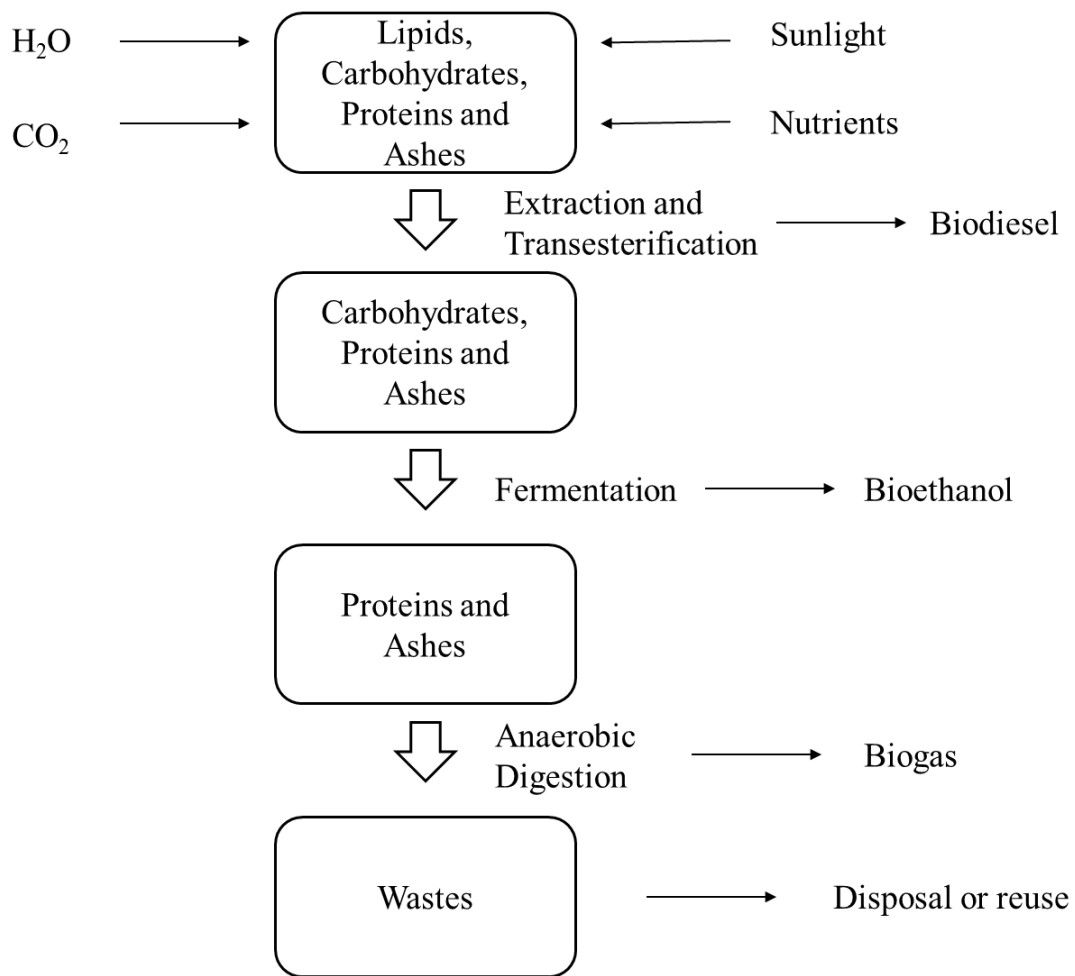 H₂O
CO₂
Lipids,
Carbohydrates,
Proteins and
Ashes
Sunlight
Nutrients
Extraction and
Transesterification
Biodiesel
Carbohydrates,
Proteins and
Ashes
Fermentation
Bioethanol
Proteins and
Ashes
Anaerobic
Digestion
Biogas
Wastes
Disposal or reuse